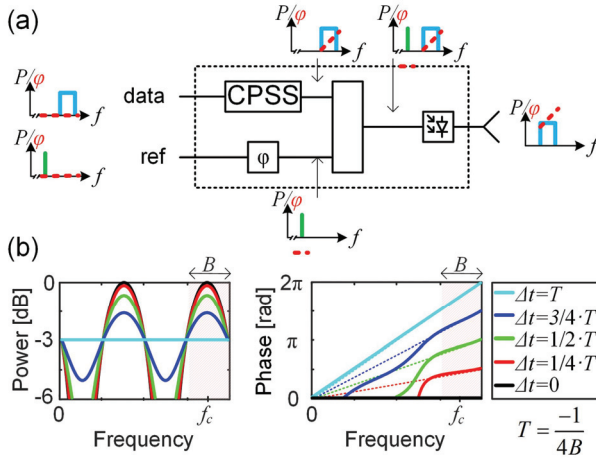 (a)
P/φ
f
P/φ
f
P/φ
f
data
CPSS
P/φ
f
ref
φ
P/φ
f
P/φ
f
(b)
B
0
-3
-6
Power [dB]
0
f_c
Frequency
B
2π
π
0
Phase [rad]
0
f_c
Frequency
Δt=T
Δt=3/4·T
Δt=1/2·T
Δt=1/4·T
Δt=0
T = -1/4B